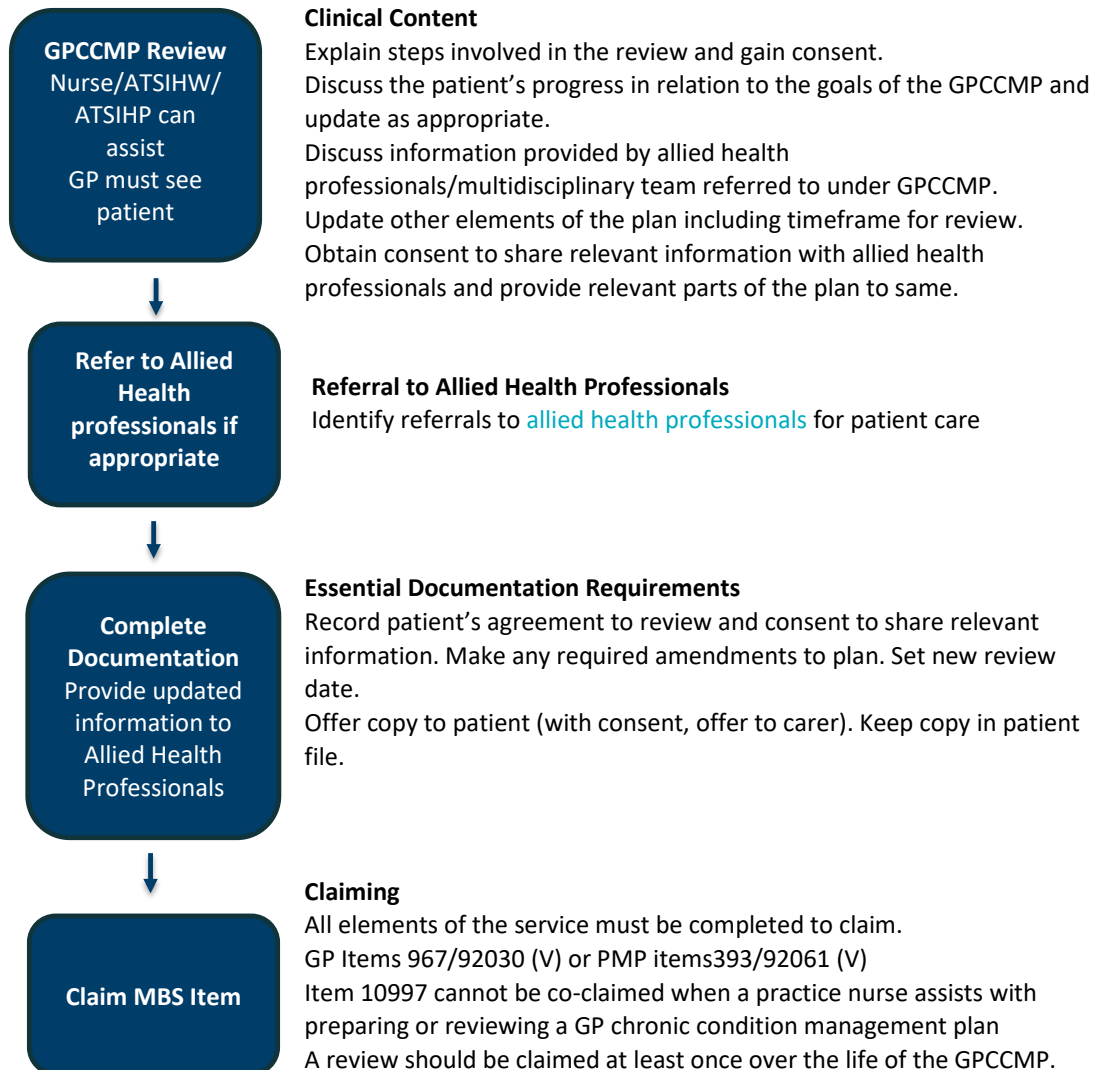 GPCCMP Review
Nurse/ATSIHW/
ATSIHP can
assist
GP must see
patient
Clinical Content
Explain steps involved in the review and gain consent.
Discuss the patient’s progress in relation to the goals of the GPCCMP and
update as appropriate.
Discuss information provided by allied health
professionals/multidisciplinary team referred to under GPCCMP.
Update other elements of the plan including timeframe for review.
Obtain consent to share relevant information with allied health
professionals and provide relevant parts of the plan to same.
Refer to Allied
Health
professionals if
appropriate
Referral to Allied Health Professionals
Identify referrals to allied health professionals for patient care
Complete
Documentation
Provide updated
information to
Allied Health
Professionals
Essential Documentation Requirements
Record patient’s agreement to review and consent to share relevant
information. Make any required amendments to plan. Set new review
date.
Offer copy to patient (with consent, offer to carer). Keep copy in patient
file.
Claim MBS Item
Claiming
All elements of the service must be completed to claim.
GP Items 967/92030 (V) or PMP items393/92061 (V)
Item 10997 cannot be co-claimed when a practice nurse assists with
preparing or reviewing a GP chronic condition management plan
A review should be claimed at least once over the life of the GPCCMP.